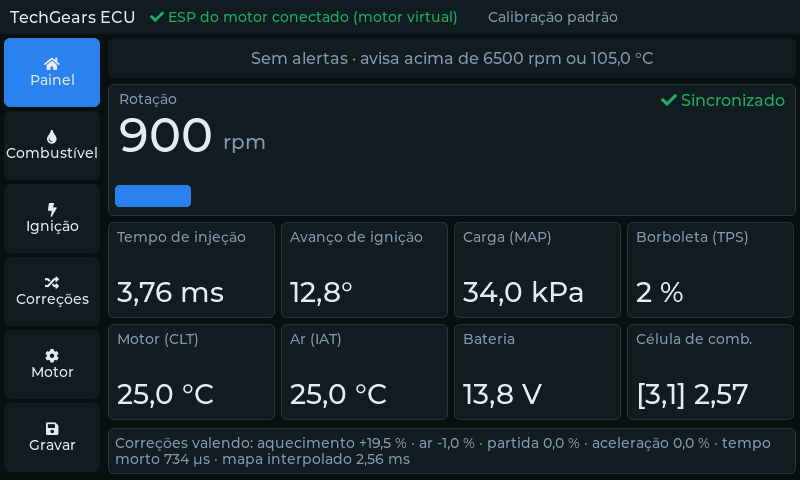 TechGears ECU
✓ ESP do motor conectado (motor virtual)
Calibração padrão
Painel
Combustível
Ignição
Correções
Motor
Gravar
Sem alertas · avisa acima de 6500 rpm ou 105,0 °C
Rotação
✓ Sincronizado
900 rpm
Tempo de injeção
3,76 ms
Avanço de ignição
12,8°
Carga (MAP)
34,0 kPa
Borboleta (TPS)
2 %
Motor (CLT)
25,0 °C
Ar (IAT)
25,0 °C
Bateria
13,8 V
Célula de comb.
[3,1] 2,57
Correções valendo: aquecimento +19,5 % · ar -1,0 % · partida 0,0 % · aceleração 0,0 % · tempo
morto 734 µs · mapa interpolado 2,56 ms